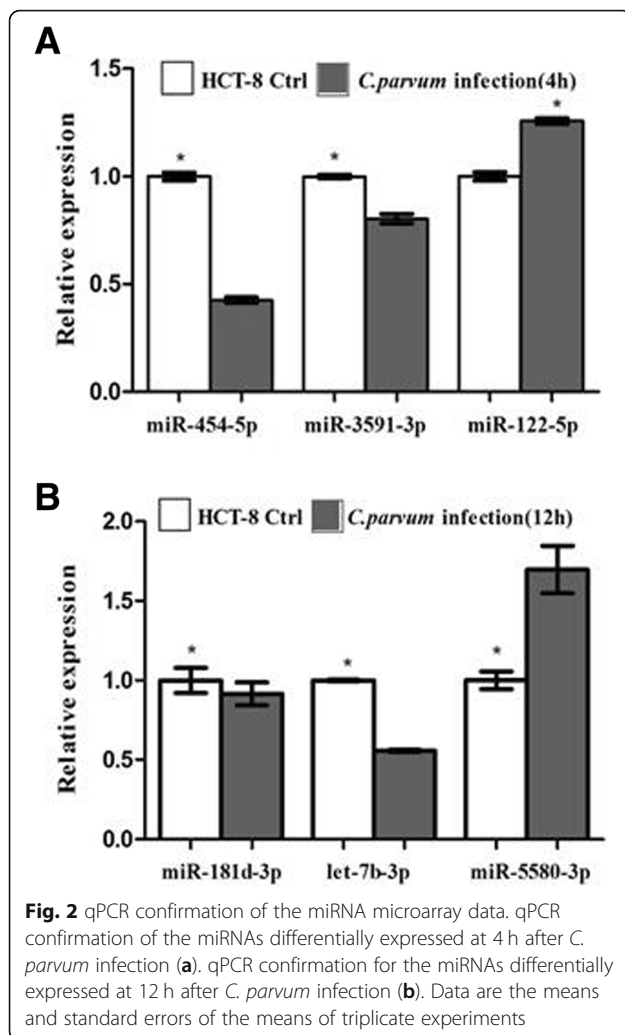 A
HCT-8 Ctrl C.parvum infection(4h)
Relative expression
1.5
1.0
0.5
0.0
* * *
miR-454-5p miR-3591-3p miR-122-5p
B
HCT-8 Ctrl C.parvum infection(12h)
Relative expression
2.0
1.5
1.0
0.5
0.0
* * *
miR-181d-3p let-7b-3p miR-5580-3p
Fig. 2 qPCR confirmation of the miRNA microarray data. qPCR
confirmation of the miRNAs differentially expressed at 4 h after C.
parvum infection (a). qPCR confirmation for the miRNAs differentially
expressed at 12 h after C. parvum infection (b). Data are the means
and standard errors of the means of triplicate experiments